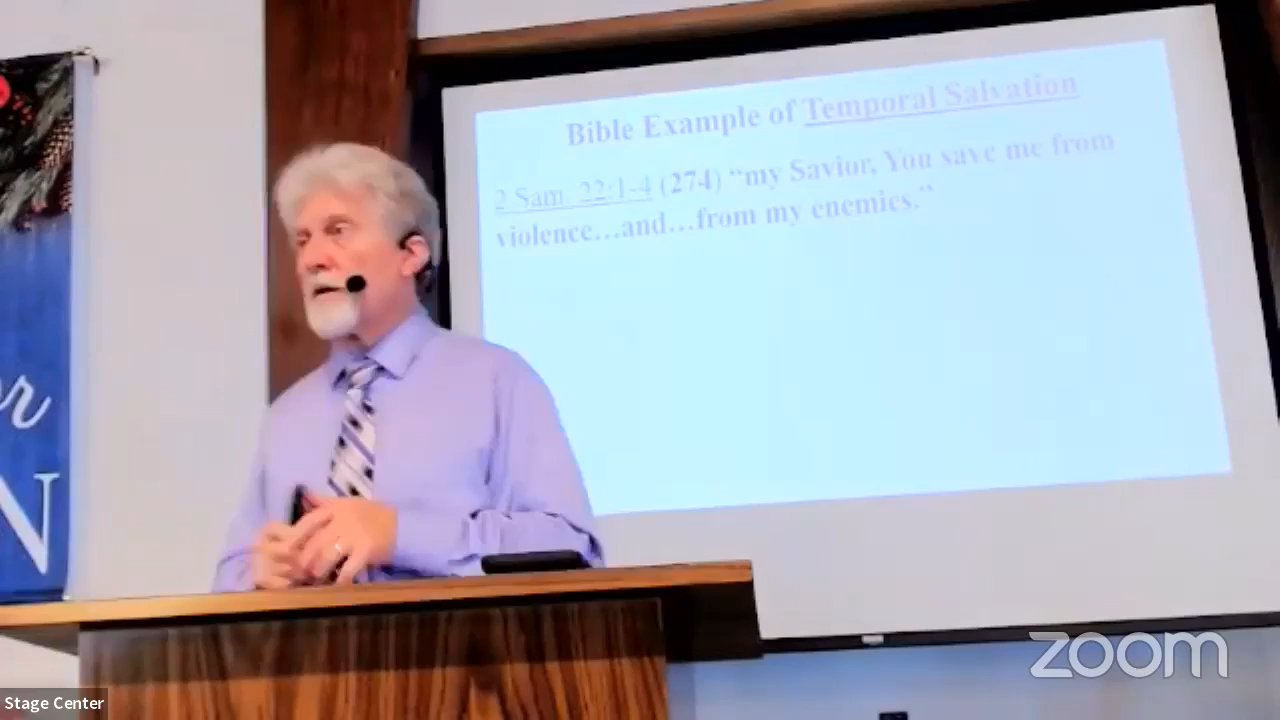 Bible Example of Temporal Salvation
2 Sam. 22:1-4 (274) “my Savior, You save me from
violence…and…from my enemies.”
or
N
zoom
Stage Center